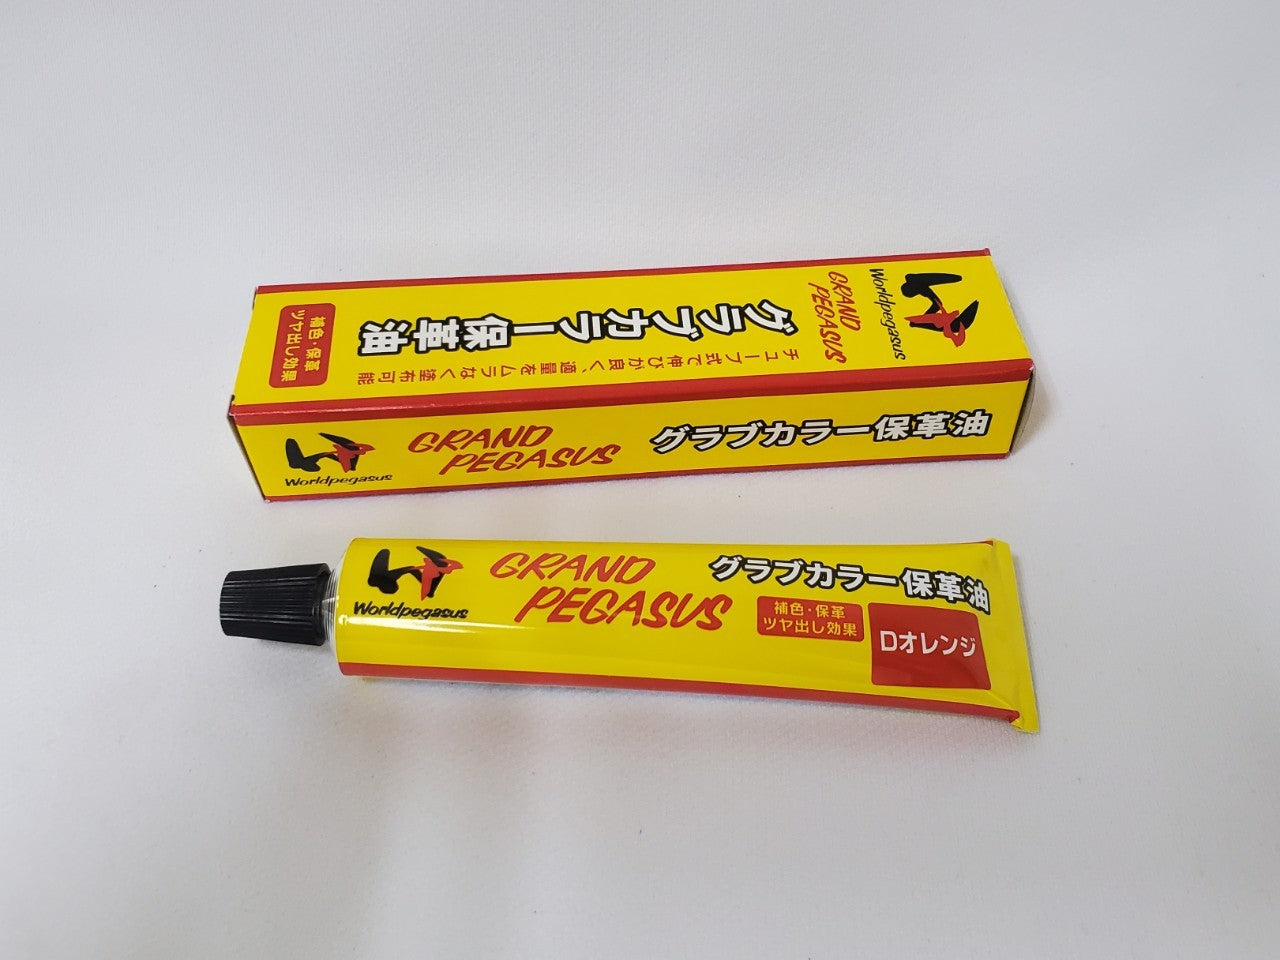 Worldpegasus
GRAND
PEGASUS
グラブカラー保革油
チューブ式で伸びが良く、適量をムラなく塗布可能
補色・保革
ツヤ出し効果
Worldpegasus
GRAND
PEGASUS
グラブカラー保革油
Worldpegasus
GRAND
PEGASUS
グラブカラー保革油
補色・保革
ツヤ出し効果
Dオレンジ